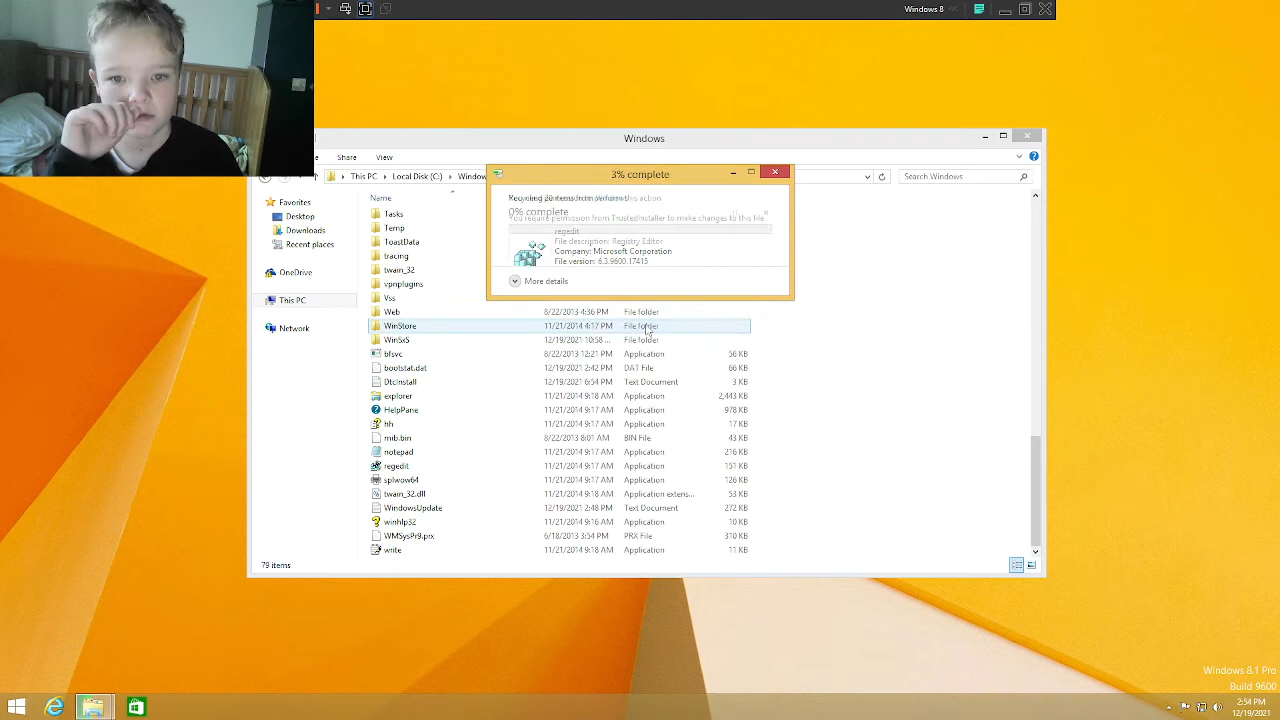 Windows 8
Windows
Share View
This PC Local Disk (C:) Window
Search Windows
3% complete
0% complete
You require permission from TrustedInstaller to make changes to this file
regedit
File description: Registry Editor
Company: Microsoft Corporation
File version: 6.3.9600.17415
More details
Favorites
Desktop
Downloads
Recent places
OneDrive
This PC
Network
Name
Tasks
Temp
ToastData
tracing
twain_32
vpnplugins
Vss
Web 8/22/2013 4:36 PM File folder
WinStore 11/21/2014 4:17 PM File folder
WinSxS 12/19/2021 10:58 ... File folder
bfsvc 8/22/2013 12:21 PM Application 56 KB
bootstat.dat 12/19/2021 2:42 PM DAT File 66 KB
DtcInstall 12/19/2021 6:54 PM Text Document 3 KB
explorer 11/21/2014 9:18 AM Application 2,443 KB
HelpPane 11/21/2014 9:17 AM Application 978 KB
hh 11/21/2014 9:17 AM Application 17 KB
mib.bin 8/22/2013 8:01 AM BIN File 43 KB
notepad 11/21/2014 9:17 AM Application 216 KB
regedit 11/21/2014 9:17 AM Application 151 KB
splwow64 11/21/2014 9:17 AM Application 126 KB
twain_32.dll 11/21/2014 9:18 AM Application extens... 53 KB
WindowsUpdate 12/19/2021 2:48 PM Text Document 272 KB
winhlp32 11/21/2014 9:16 AM Application 10 KB
WMSysPr9.prx 6/18/2013 3:54 PM PRX File 310 KB
write 11/21/2014 9:18 AM Application 11 KB
79 items
Windows 8.1 Pro
Build 9600
2:54 PM
12/19/2021